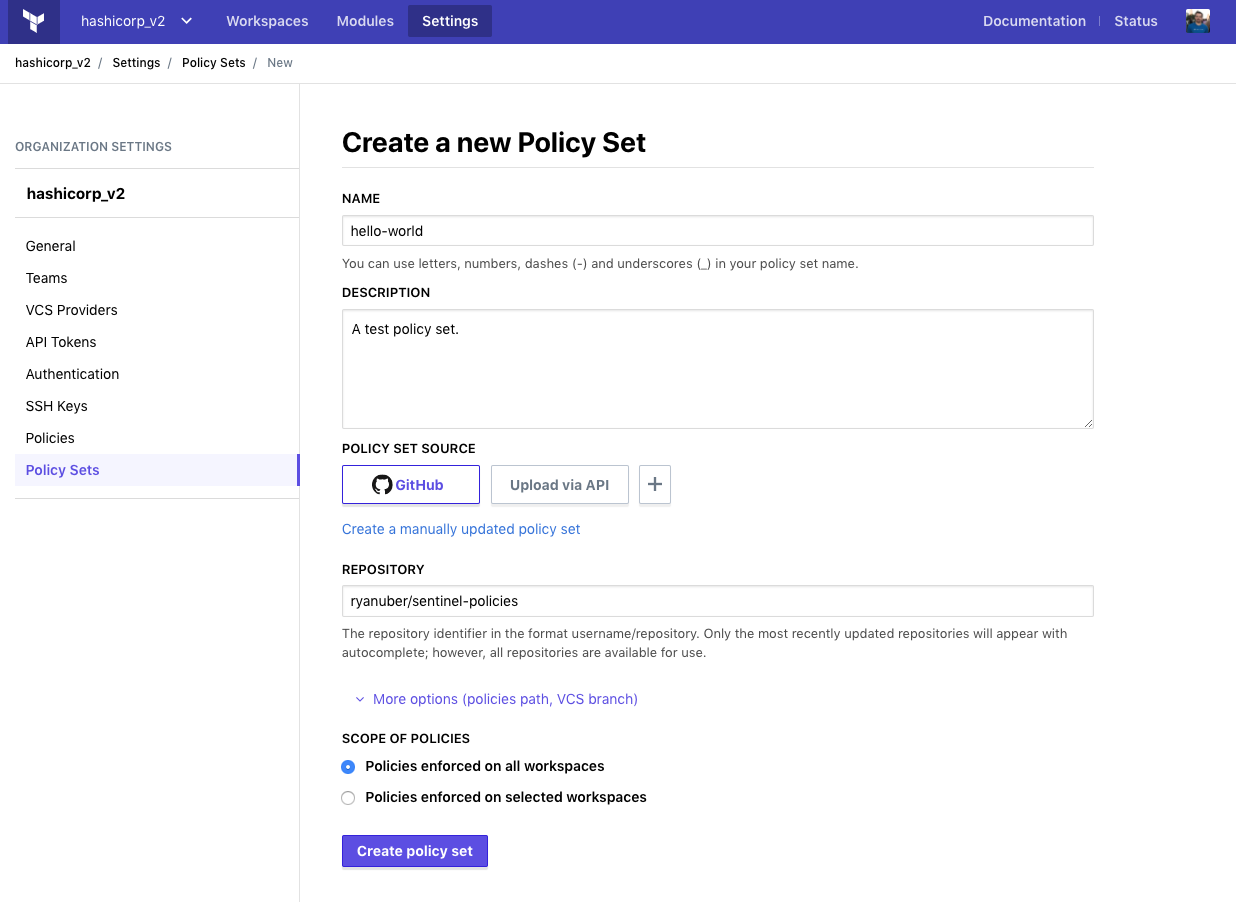 hashicorp_v2 Workspaces Modules Settings Documentation Status
hashicorp_v2 / Settings / Policy Sets / New
ORGANIZATION SETTINGS
hashicorp_v2
General
Teams
VCS Providers
API Tokens
Authentication
SSH Keys
Policies
Policy Sets
Create a new Policy Set
NAME
hello-world
You can use letters, numbers, dashes (-) and underscores (_) in your policy set name.
DESCRIPTION
A test policy set.
POLICY SET SOURCE
GitHub Upload via API +
Create a manually updated policy set
REPOSITORY
ryanuber/sentinel-policies
The repository identifier in the format username/repository. Only the most recently updated repositories will appear with
autocomplete; however, all repositories are available for use.
More options (policies path, VCS branch)
SCOPE OF POLICIES
Policies enforced on all workspaces
Policies enforced on selected workspaces
Create policy set